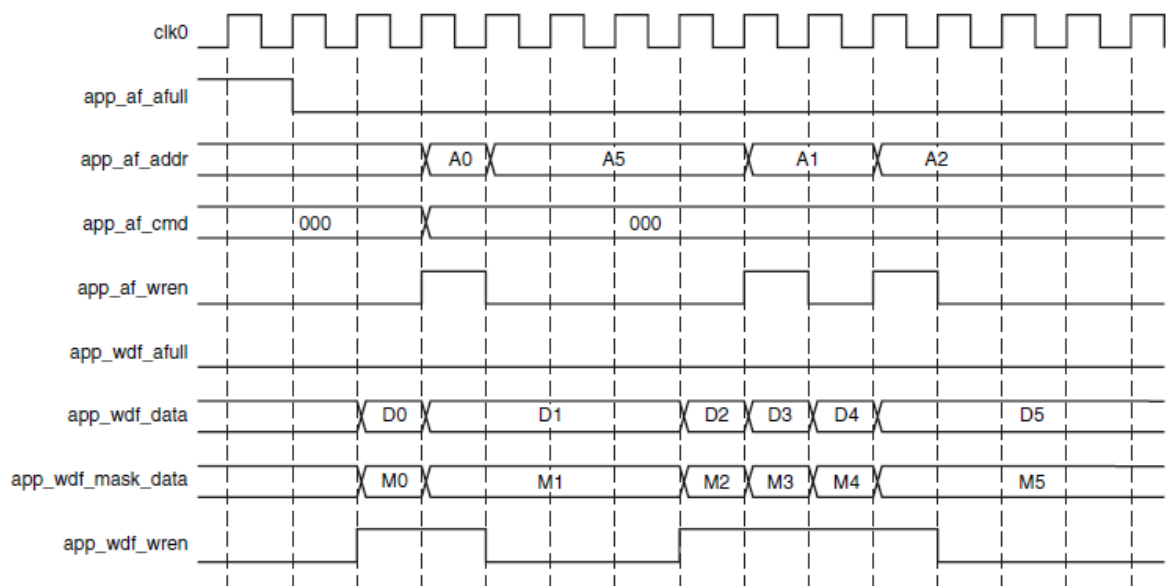 clk0
app_af_afull
app_af_addr A0 A5 A1 A2
app_af_cmd 000 000
app_af_wren
app_wdf_afull
app_wdf_data D0 D1 D2 D3 D4 D5
app_wdf_mask_data M0 M1 M2 M3 M4 M5
app_wdf_wren